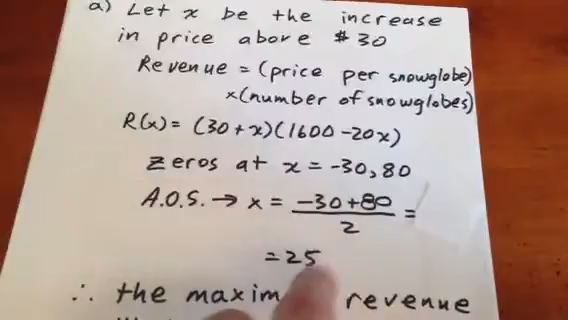 a) Let x be the increase
in price above $30
Revenue = (price per snowglobe)
x(number of snowglobes)
R(x) = (30+x)(1600-20x)
zeros at x = -30, 80
A.O.S. → x = -30+80 / 2 =
= 25
∴ the maxim revenue